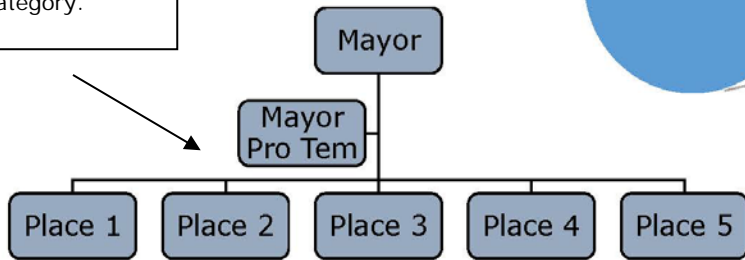 ategory.
Mayor
Mayor
Pro Tem
Place 1 Place 2 Place 3 Place 4 Place 5